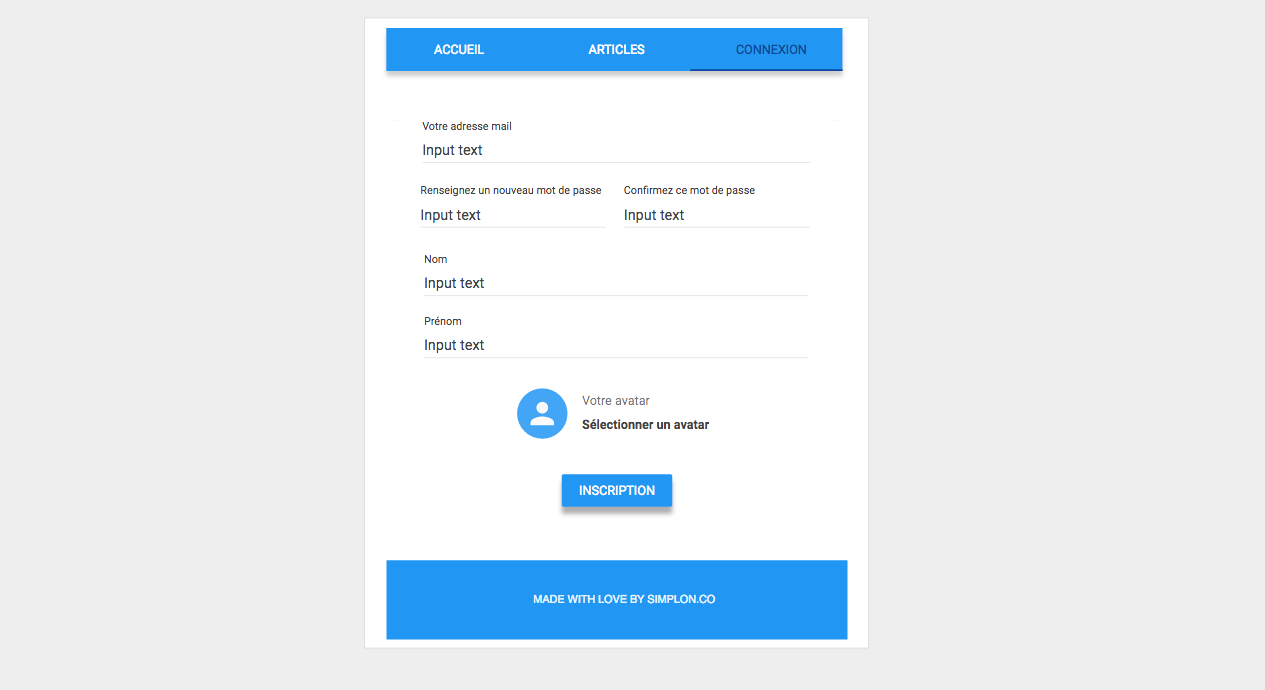 ACCUEIL ARTICLES CONNEXION
Votre adresse mail
Input text
Renseignez un nouveau mot de passe Confirmez ce mot de passe
Input text Input text
Nom
Input text
Prénom
Input text
Votre avatar
Sélectionner un avatar
INSCRIPTION
MADE WITH LOVE BY SIMPLON.CO